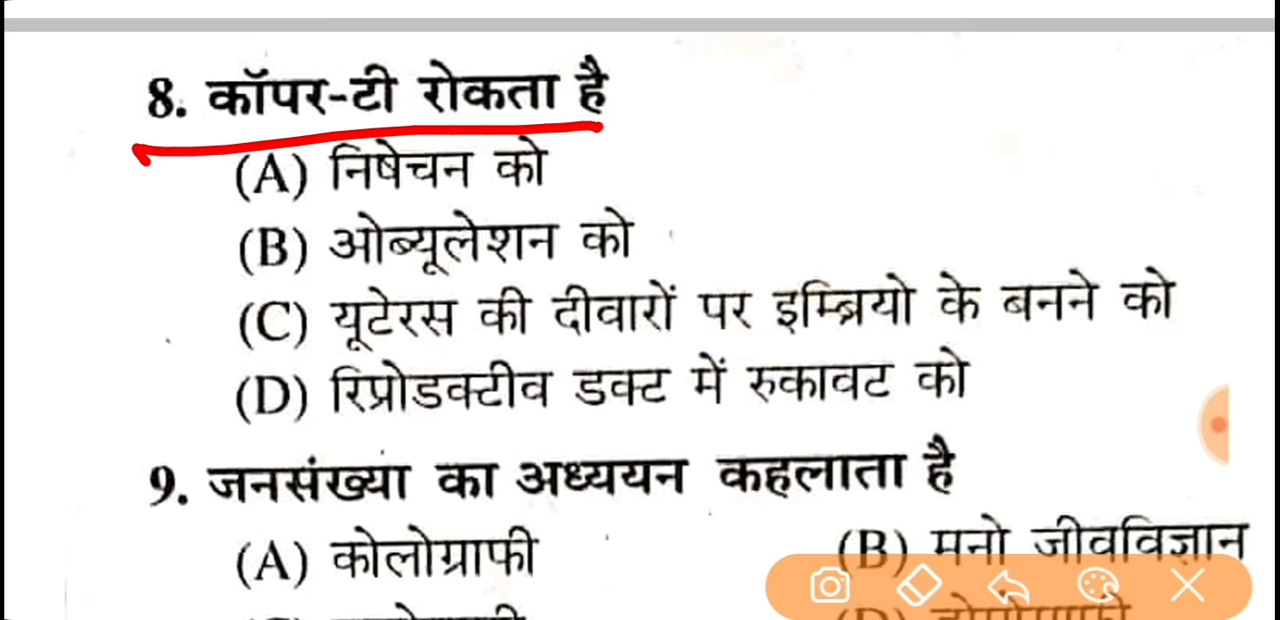 8. कॉपर-टी रोकता है
(A) निषेचन को
(B) ओब्यूलेशन को
(C) यूटेरस की दीवारों पर इम्ब्रियो के बनने को
(D) रिप्रोडक्टीव डक्ट में रुकावट को
9. जनसंख्या का अध्ययन कहलाता है
(A) कोलोग्राफी (B) मनो जीवविज्ञान